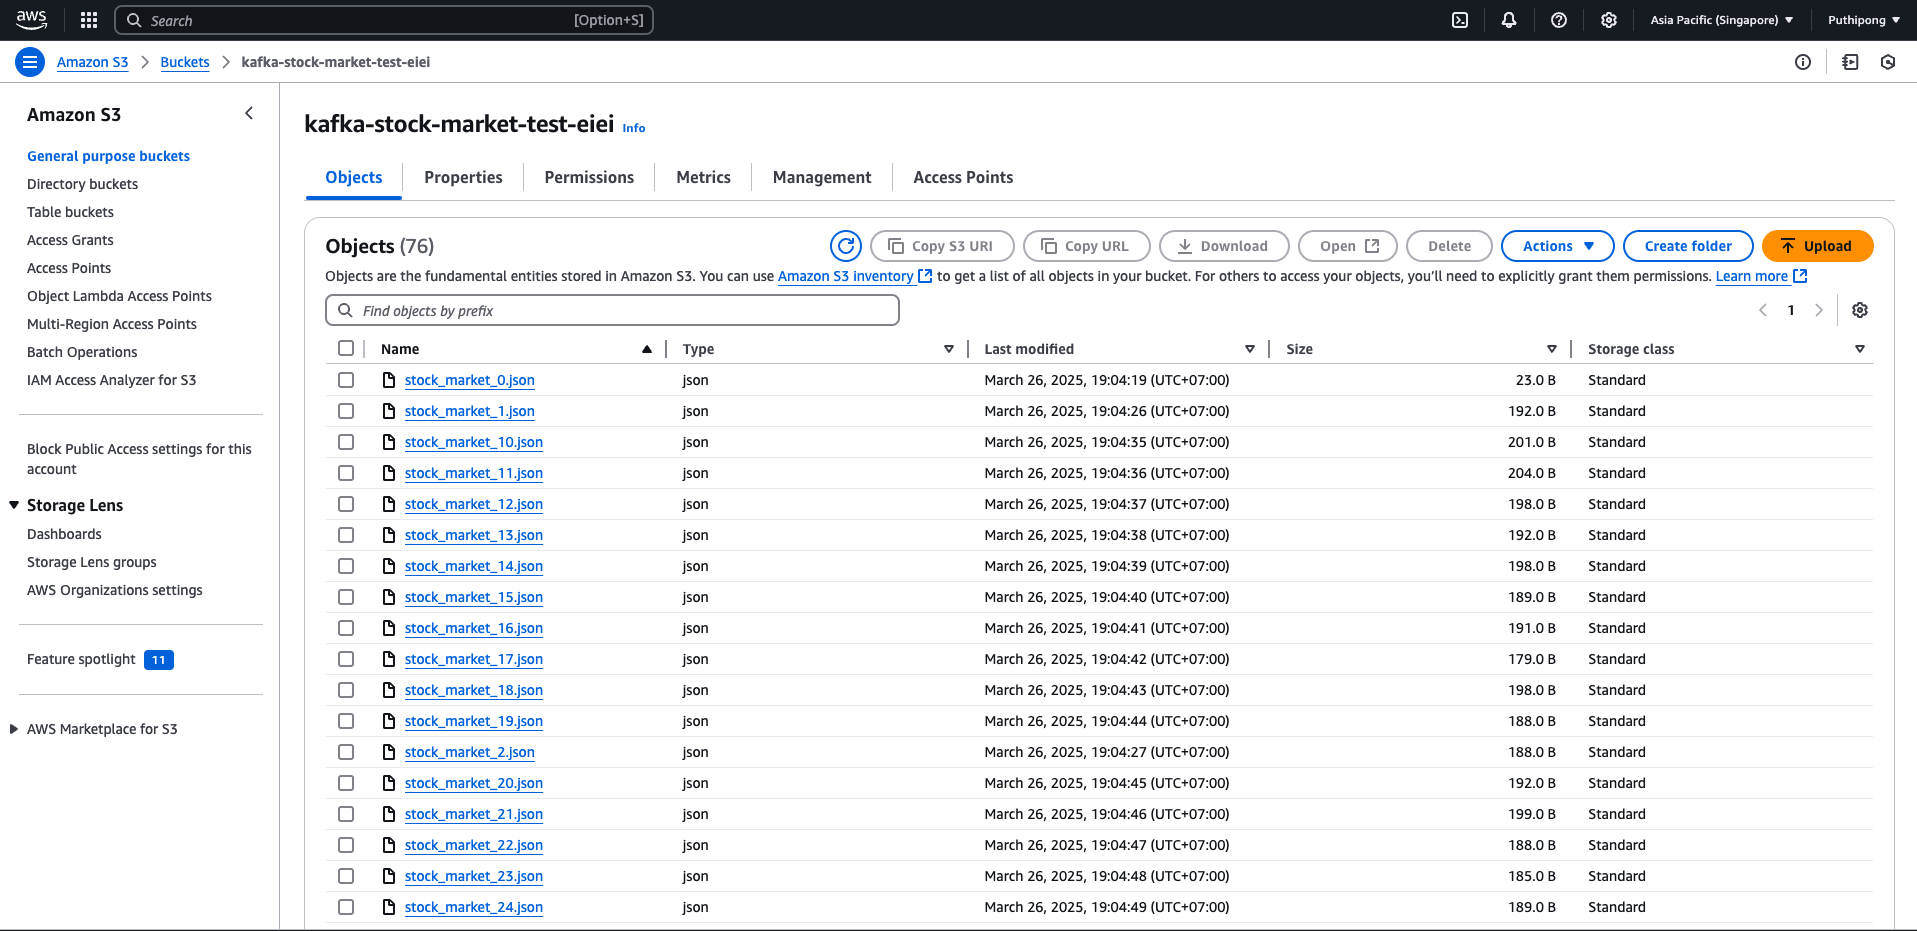 aws Search [Option+S] Asia Pacific (Singapore) Puthipong
Amazon S3 Buckets kafka-stock-market-test-eiei
Amazon S3
General purpose buckets
Directory buckets
Table buckets
Access Grants
Access Points
Object Lambda Access Points
Multi-Region Access Points
Batch Operations
IAM Access Analyzer for S3
Block Public Access settings for this
account
Storage Lens
Dashboards
Storage Lens groups
AWS Organizations settings
Feature spotlight 11
AWS Marketplace for S3
kafka-stock-market-test-eiei Info
Objects Properties Permissions Metrics Management Access Points
Objects (76) Copy S3 URI Copy URL Download Open Delete Actions Create folder Upload
Objects are the fundamental entities stored in Amazon S3. You can use Amazon S3 inventory to get a list of all objects in your bucket. For others to access your objects, you'll need to explicitly grant them permissions. Learn more
Find objects by prefix 1
Name Type Last modified Size Storage class
stock_market_0.json json March 26, 2025, 19:04:19 (UTC+07:00) 23.0 B Standard
stock_market_1.json json March 26, 2025, 19:04:26 (UTC+07:00) 192.0 B Standard
stock_market_10.json json March 26, 2025, 19:04:35 (UTC+07:00) 201.0 B Standard
stock_market_11.json json March 26, 2025, 19:04:36 (UTC+07:00) 204.0 B Standard
stock_market_12.json json March 26, 2025, 19:04:37 (UTC+07:00) 198.0 B Standard
stock_market_13.json json March 26, 2025, 19:04:38 (UTC+07:00) 192.0 B Standard
stock_market_14.json json March 26, 2025, 19:04:39 (UTC+07:00) 198.0 B Standard
stock_market_15.json json March 26, 2025, 19:04:40 (UTC+07:00) 189.0 B Standard
stock_market_16.json json March 26, 2025, 19:04:41 (UTC+07:00) 191.0 B Standard
stock_market_17.json json March 26, 2025, 19:04:42 (UTC+07:00) 179.0 B Standard
stock_market_18.json json March 26, 2025, 19:04:43 (UTC+07:00) 198.0 B Standard
stock_market_19.json json March 26, 2025, 19:04:44 (UTC+07:00) 188.0 B Standard
stock_market_2.json json March 26, 2025, 19:04:27 (UTC+07:00) 188.0 B Standard
stock_market_20.json json March 26, 2025, 19:04:45 (UTC+07:00) 192.0 B Standard
stock_market_21.json json March 26, 2025, 19:04:46 (UTC+07:00) 199.0 B Standard
stock_market_22.json json March 26, 2025, 19:04:47 (UTC+07:00) 188.0 B Standard
stock_market_23.json json March 26, 2025, 19:04:48 (UTC+07:00) 185.0 B Standard
stock_market_24.json json March 26, 2025, 19:04:49 (UTC+07:00) 189.0 B Standard